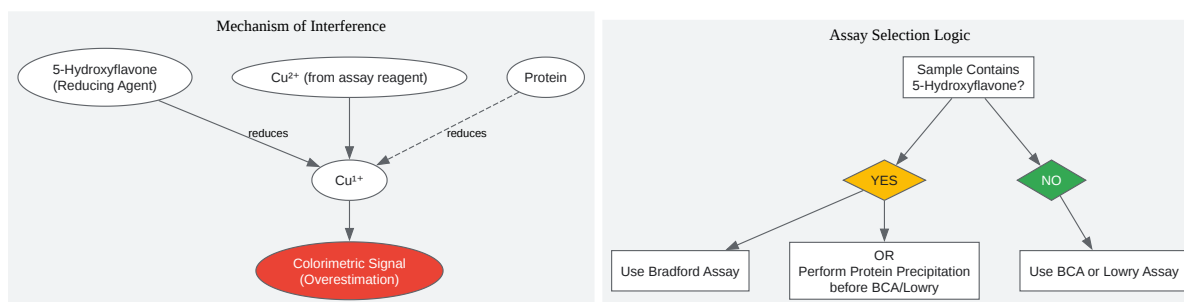 Mechanism of Interference
5-Hydroxyflavone
(Reducing Agent)
Cu²⁺ (from assay reagent)
Protein
reduces
reduces
Cu¹⁺
Colorimetric Signal
(Overestimation)
Assay Selection Logic
Sample Contains
5-Hydroxyflavone?
YES
NO
Use Bradford Assay
OR
Perform Protein Precipitation
before BCA/Lowry
Use BCA or Lowry Assay